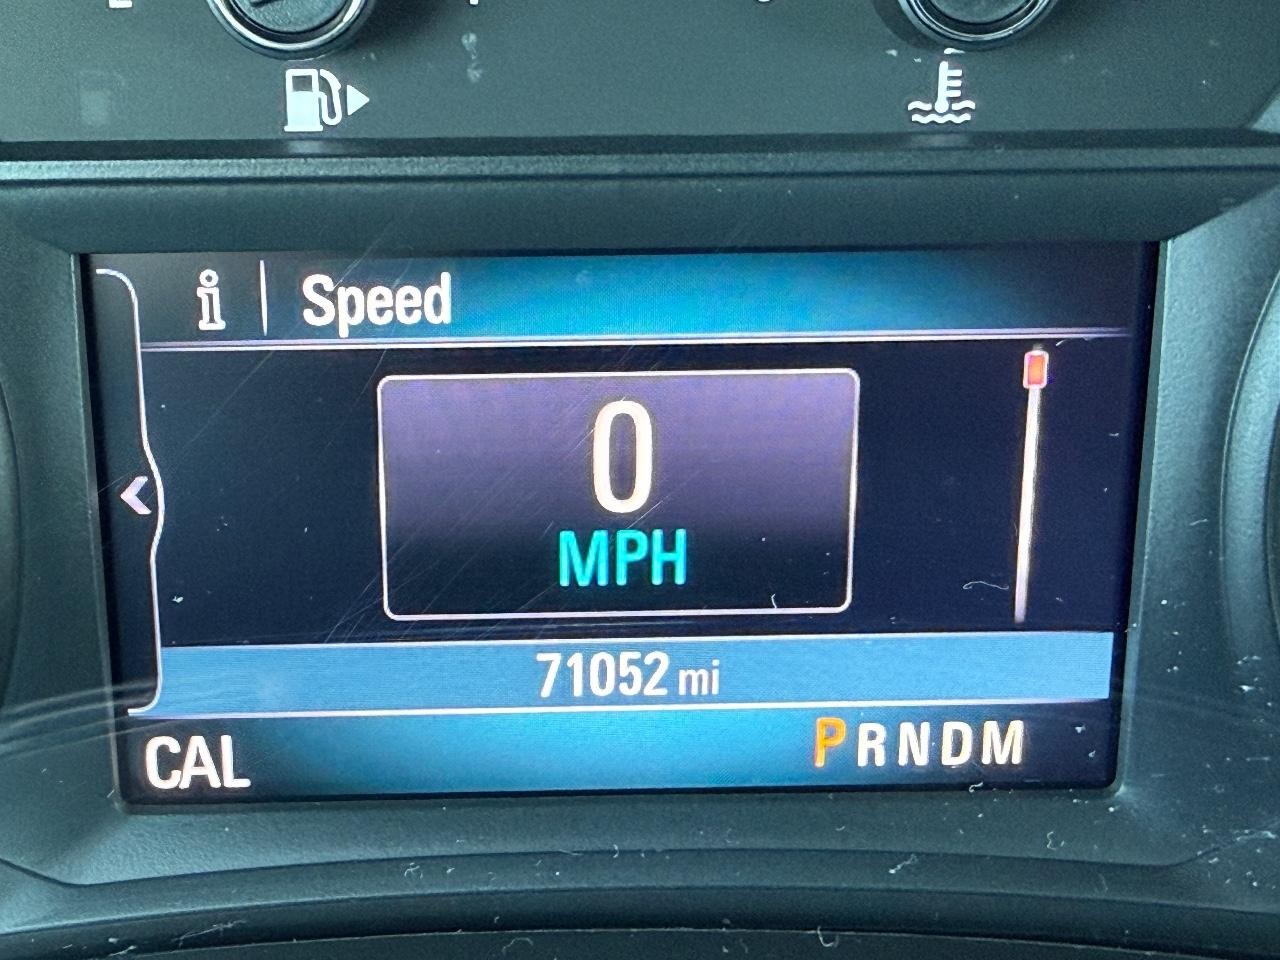 i | Speed
0
MPH
71052 mi
CAL PRNDM